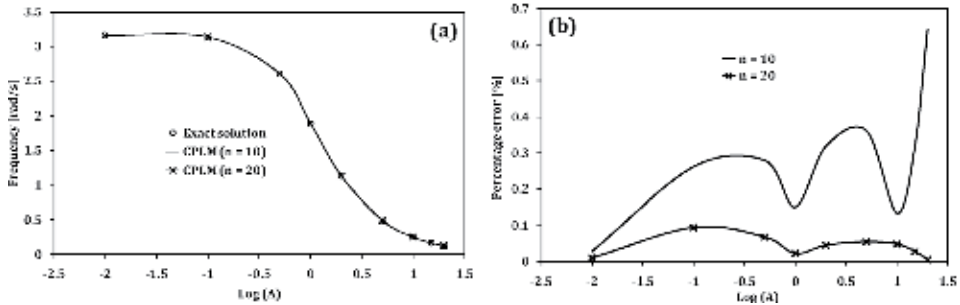 (a)
Frequency [rad/s]
3.5
3
2.5
2
1.5
1
0.5
0
Exact solution
CPLM (n = 10)
CPLM (n = 20)
-2.5 -2 -1.5 -1 -0.5 0 0.5 1 1.5
Log (A)
(b)
Percentage error [%]
0.7
0.6
0.5
0.4
0.3
0.2
0.1
0
n = 10
n = 20
-2.5 -2 -1.5 -1 -0.5 0 0.5 1 1.5
Log (A)